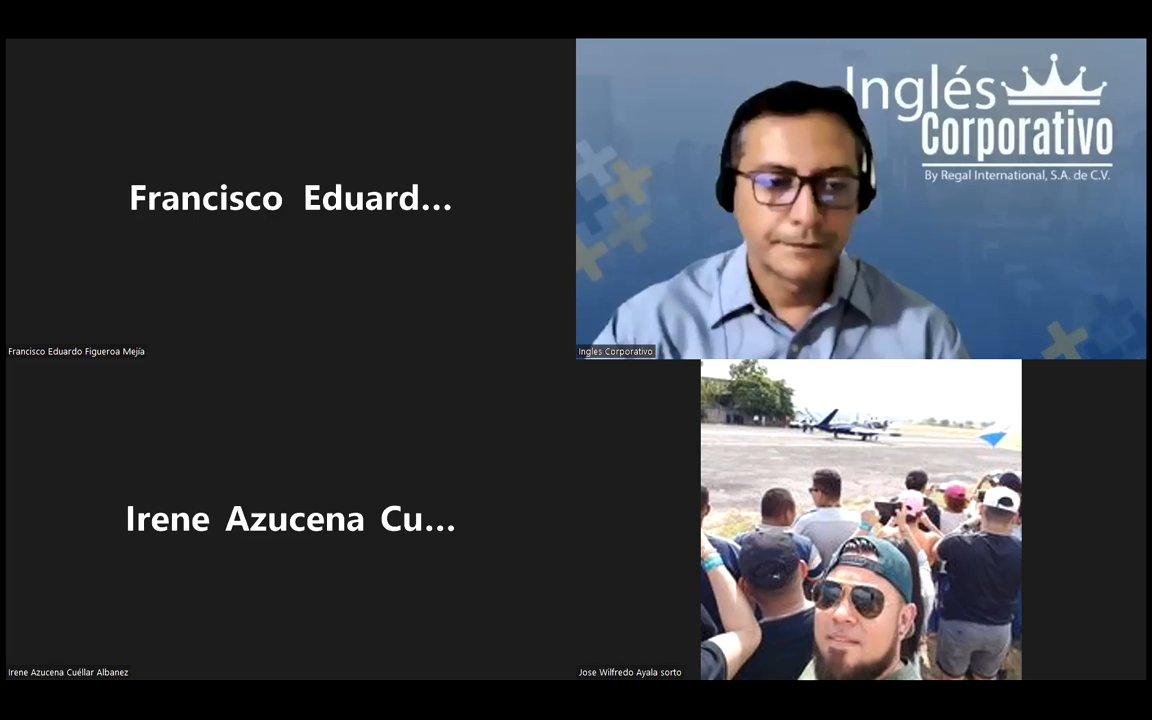 Francisco Eduard...
Francisco Eduardo Figueroa Mejía
Inglés
Corporativo
By Regal International, S.A. de C.V.
Ingles Corporativo
Irene Azucena Cu...
Irene Azucena Cuéllar Albanez
Jose Wilfredo Ayala sorto